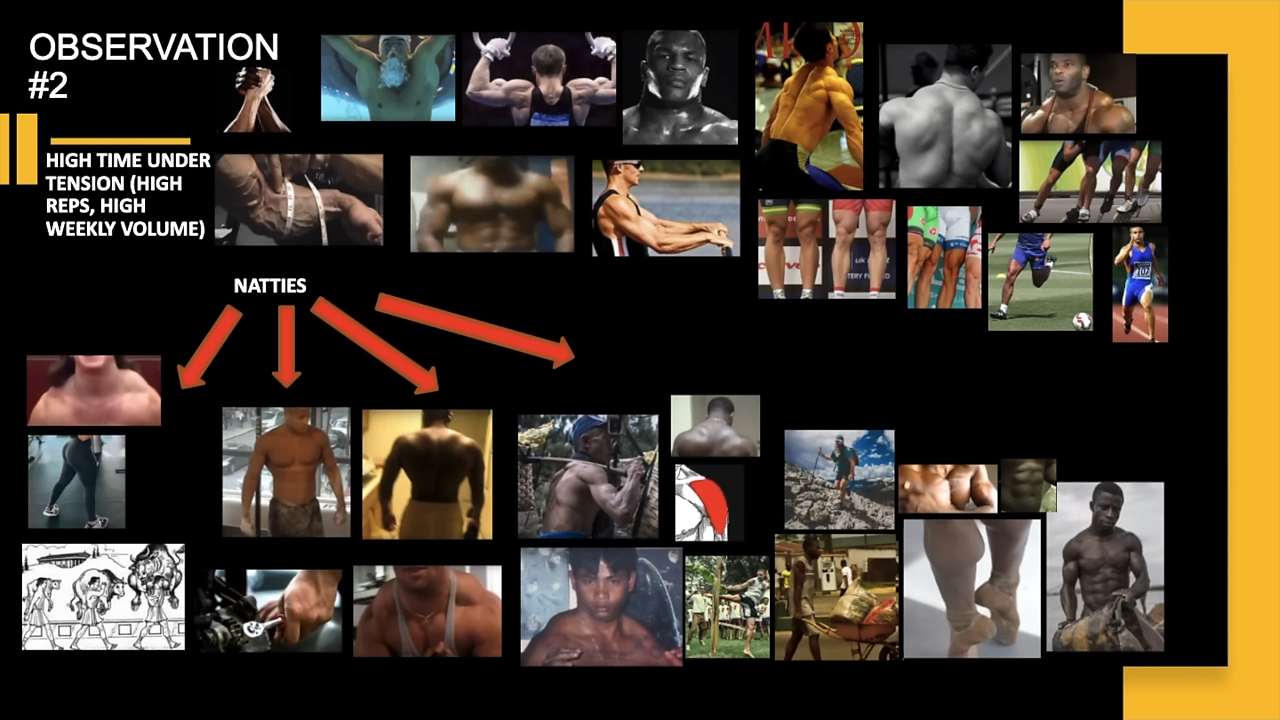 OBSERVATION
#2
HIGH TIME UNDER
TENSION (HIGH
REPS, HIGH
WEEKLY VOLUME)
NATTIES